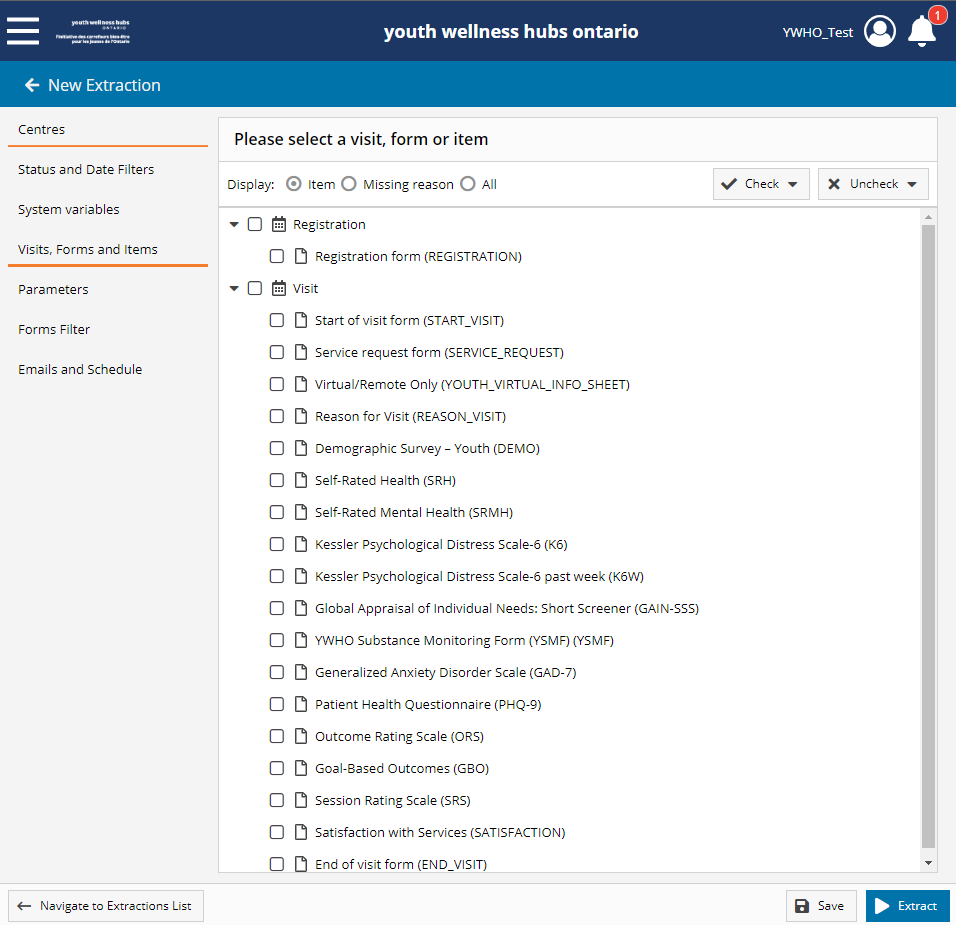 youth wellness hubs
ONTARIO
l'initiative des carrefours bien-être
pour les jeunes de l'Ontario
youth wellness hubs ontario
YWHO_Test
1
New Extraction
Centres
Status and Date Filters
System variables
Visits, Forms and Items
Parameters
Forms Filter
Emails and Schedule
Please select a visit, form or item
Display: Item Missing reason All
Check
Uncheck
Registration
Registration form (REGISTRATION)
Visit
Start of visit form (START_VISIT)
Service request form (SERVICE_REQUEST)
Virtual/Remote Only (YOUTH_VIRTUAL_INFO_SHEET)
Reason for Visit (REASON_VISIT)
Demographic Survey – Youth (DEMO)
Self-Rated Health (SRH)
Self-Rated Mental Health (SRMH)
Kessler Psychological Distress Scale-6 (K6)
Kessler Psychological Distress Scale-6 past week (K6W)
Global Appraisal of Individual Needs: Short Screener (GAIN-SSS)
YWHO Substance Monitoring Form (YSMF) (YSMF)
Generalized Anxiety Disorder Scale (GAD-7)
Patient Health Questionnaire (PHQ-9)
Outcome Rating Scale (ORS)
Goal-Based Outcomes (GBO)
Session Rating Scale (SRS)
Satisfaction with Services (SATISFACTION)
End of visit form (END_VISIT)
Navigate to Extractions List
Save
Extract